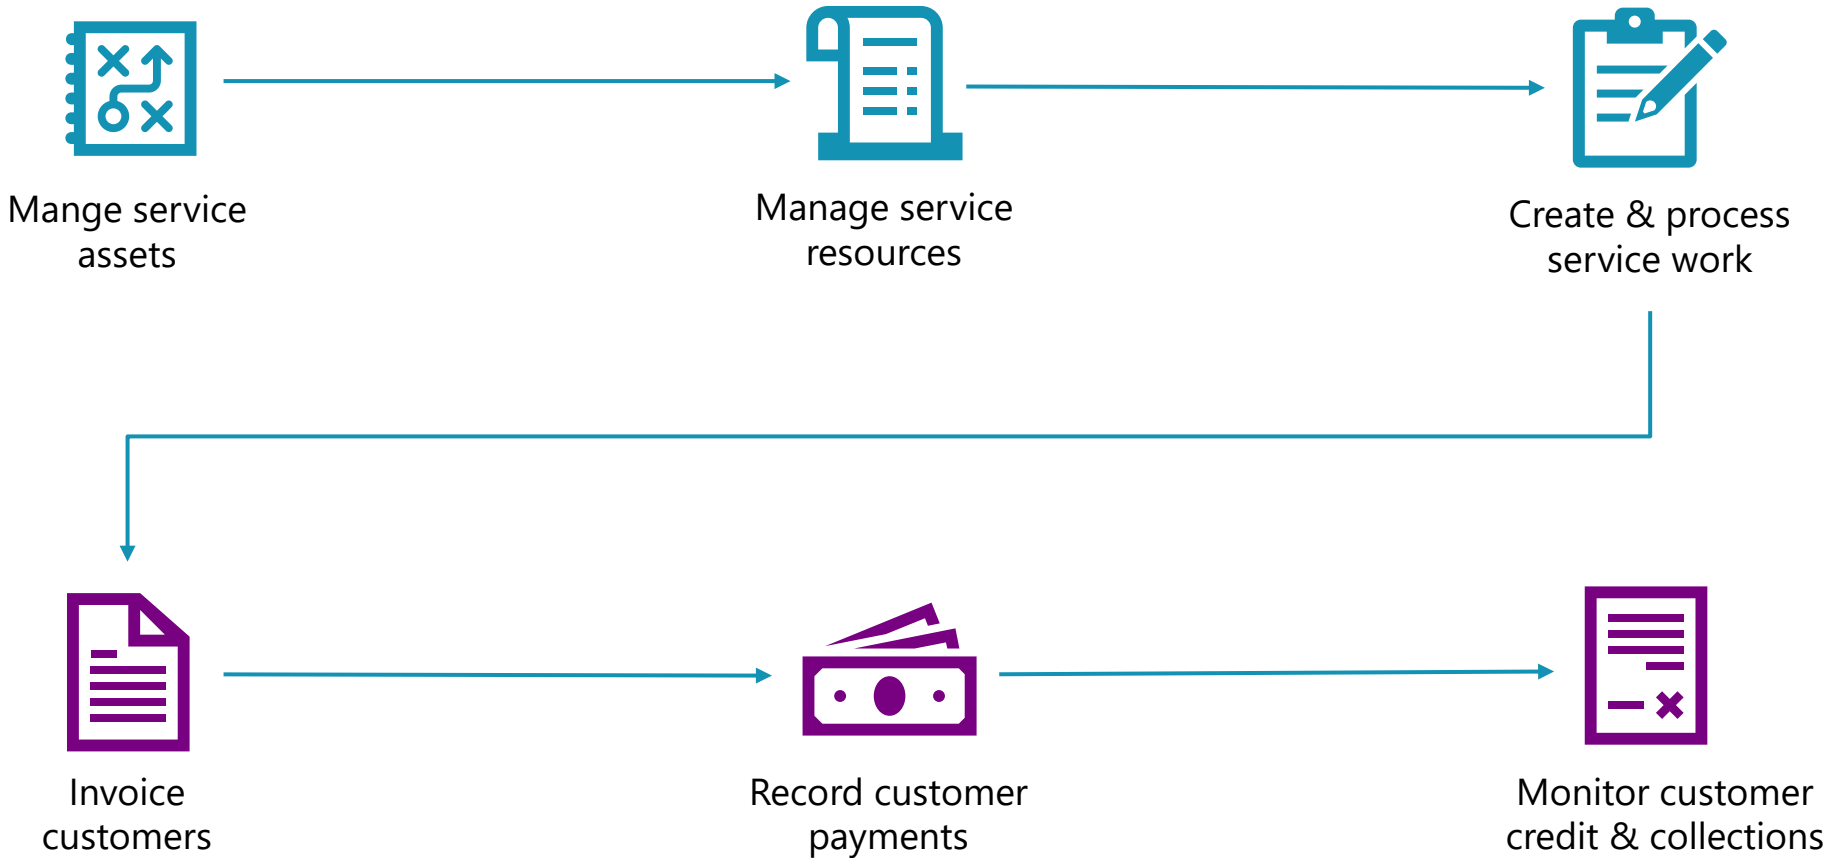 Mange service
assets
Manage service
resources
Create & process
service work
Invoice
customers
Record customer
payments
Monitor customer
credit & collections